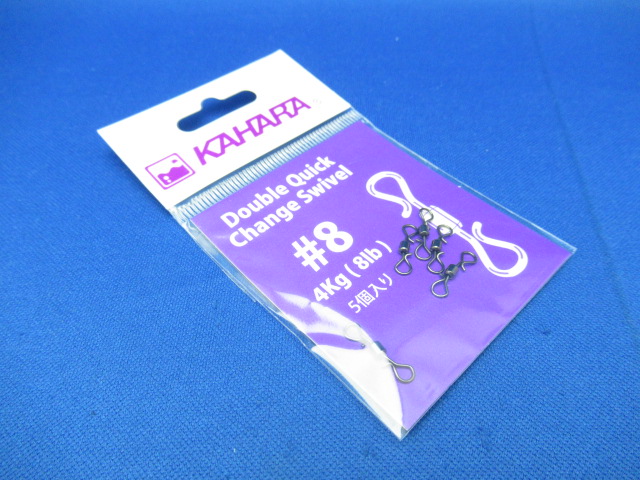 KAHARA
Double Quick
Change Swivel
#8
4Kg ( 8lb )
5個入り